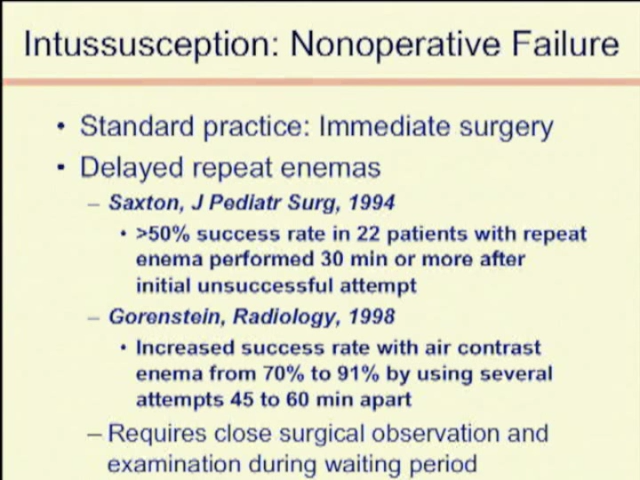 Intussusception: Nonoperative Failure
• Standard practice: Immediate surgery
• Delayed repeat enemas
– Saxton, J Pediatr Surg, 1994
• >50% success rate in 22 patients with repeat
enema performed 30 min or more after
initial unsuccessful attempt
– Gorenstein, Radiology, 1998
• Increased success rate with air contrast
enema from 70% to 91% by using several
attempts 45 to 60 min apart
– Requires close surgical observation and
examination during waiting period